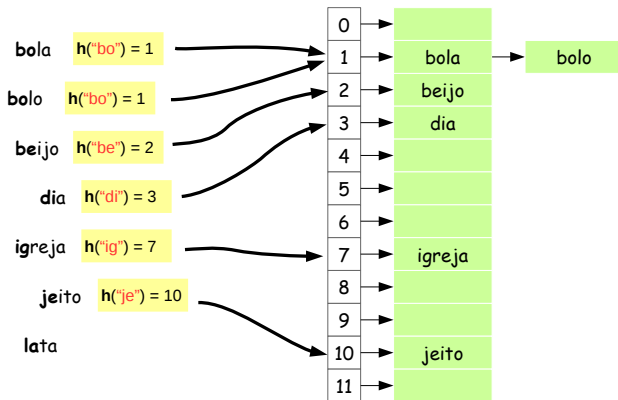 0
bola h("bo") = 1 1 bola bolo
bolo h("bo") = 1 2 beijo
beijo h("be") = 2 3 dia
4
dia h("di") = 3 5
6
igreja h("ig") = 7 7 igreja
jeito h("je") = 10 8
9
lata 10 jeito
11